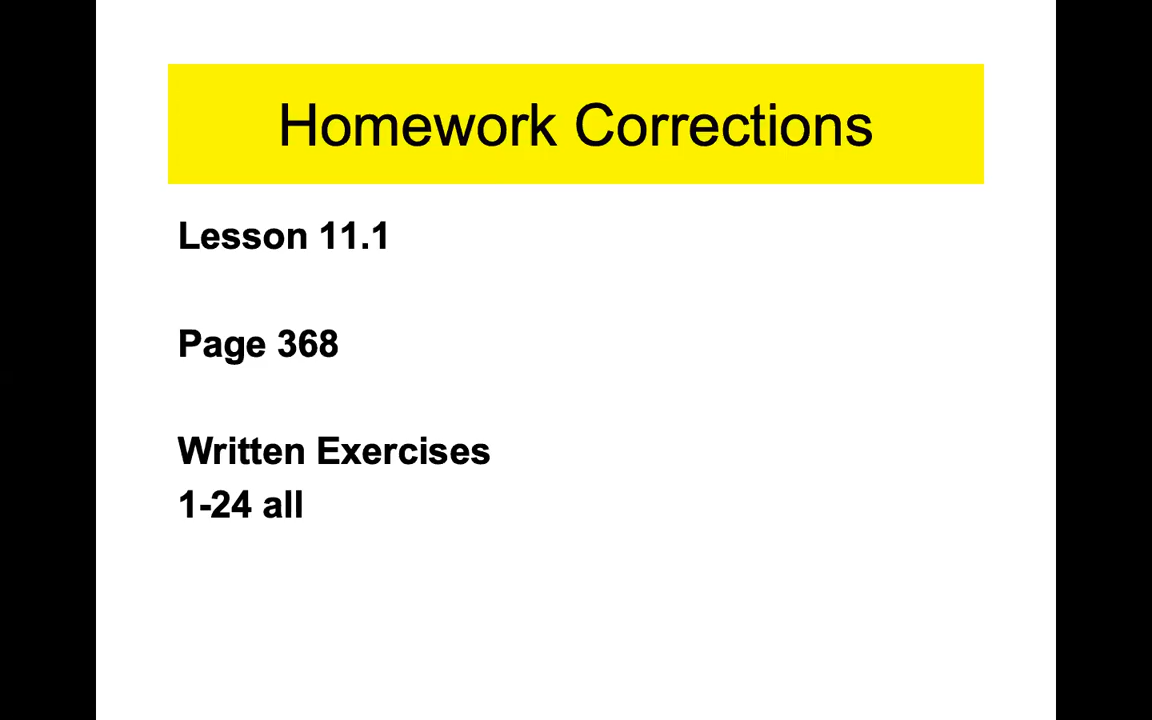 Homework Corrections
Lesson 11.1
Page 368
Written Exercises
1-24 all